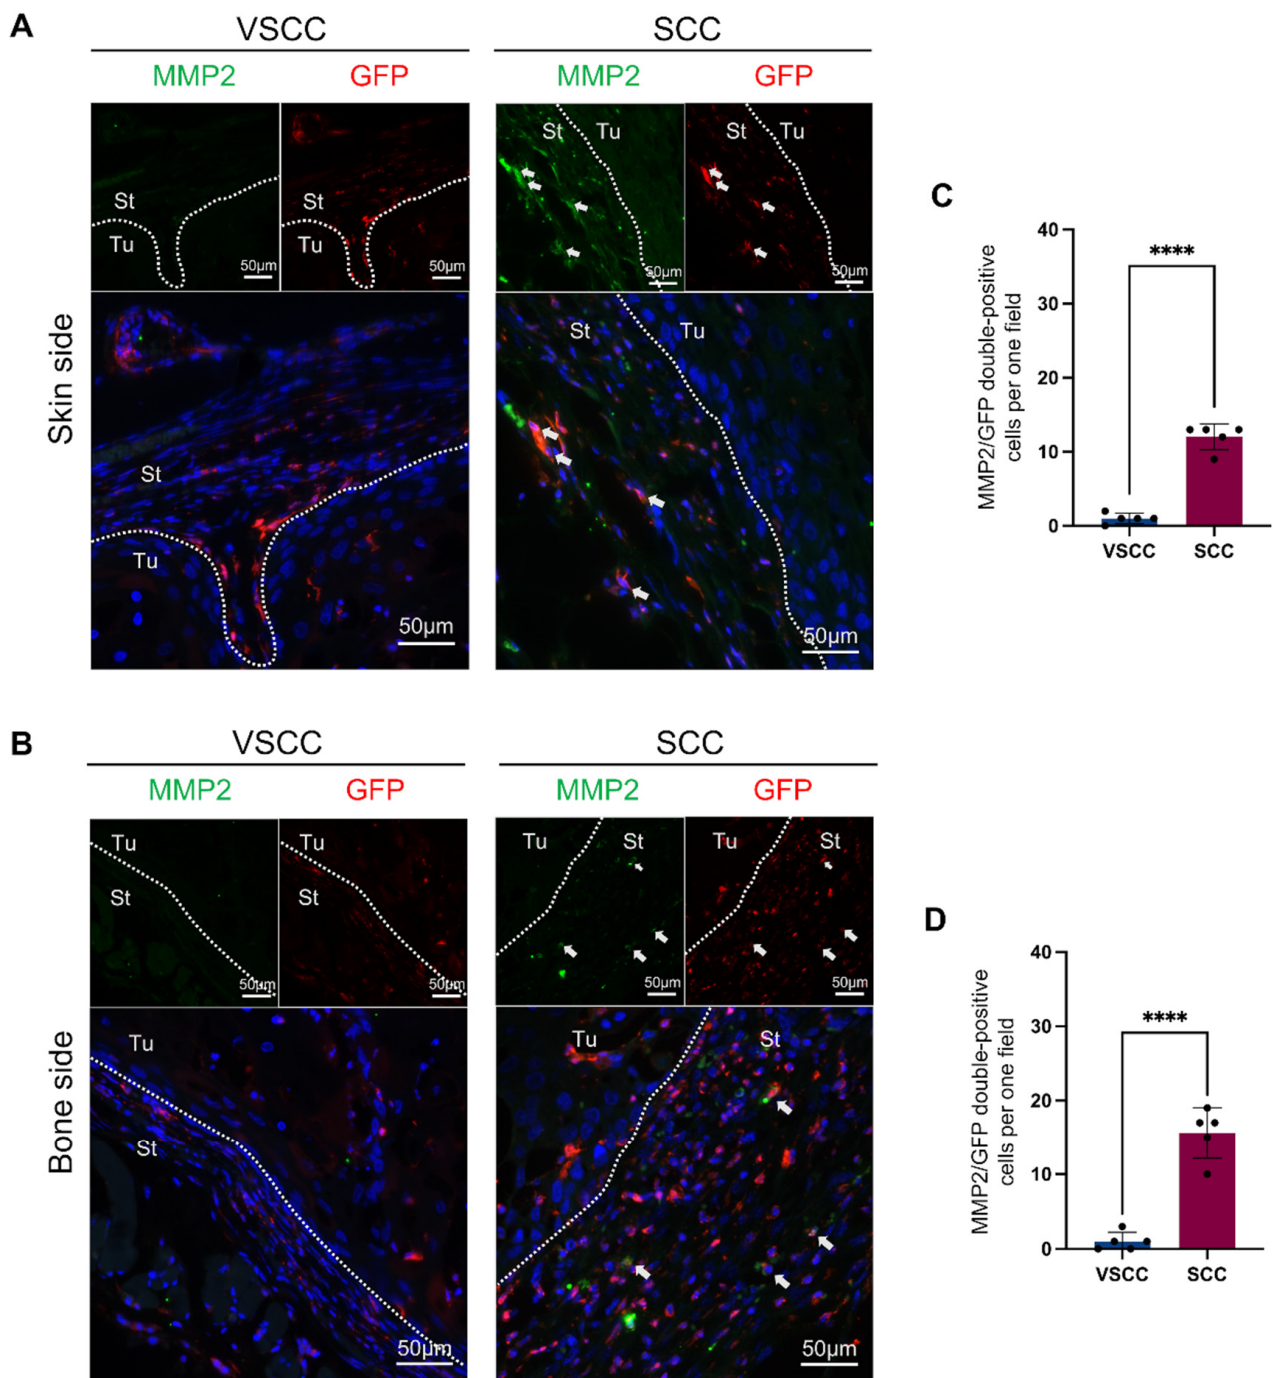 A
VSCC
SCC
MMP2 GFP
MMP2 GFP
Skin side
St
Tu
50μm
St
Tu
50μm
St Tu
50μm
St Tu
50μm
St
Tu
50μm
St Tu
50μm
C
MMP2/GFP double-positive
cells per one field
40
30
20
10
0
****
VSCC SCC
B
VSCC
SCC
MMP2 GFP
MMP2 GFP
Bone side
Tu
St
50μm
Tu
St
50μm
Tu St
50μm
Tu St
50μm
Tu
St
50μm
Tu St
50μm
D
MMP2/GFP double-positive
cells per one field
40
30
20
10
0
****
VSCC SCC